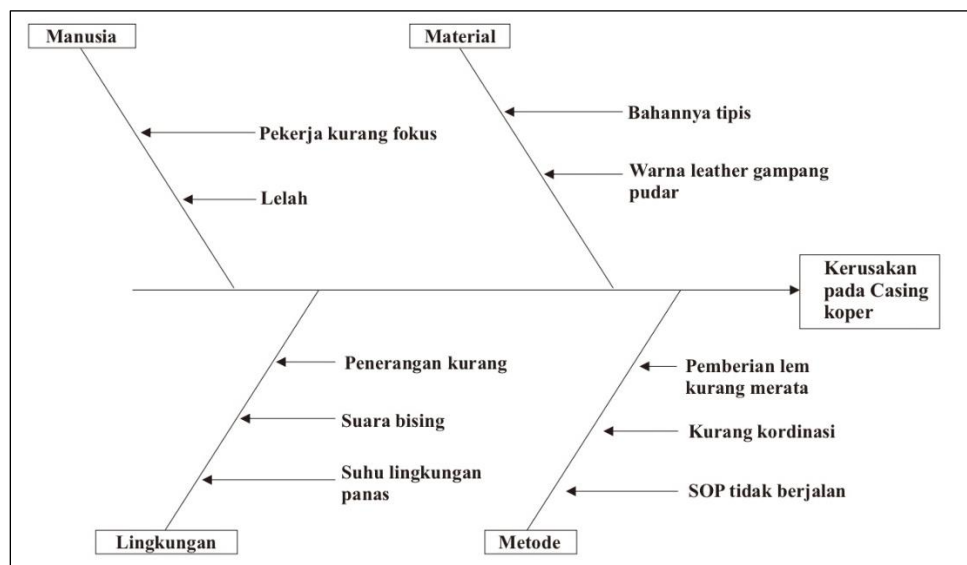 Manusia
Material
Pekerja kurang fokus
Lelah
Bahannya tipis
Warna leather gampang
pudar
Kerusakan
pada Casing
koper
Penerangan kurang
Suara bising
Suhu lingkungan
panas
Pemberian lem
kurang merata
Kurang kordinasi
SOP tidak berjalan
Lingkungan
Metode